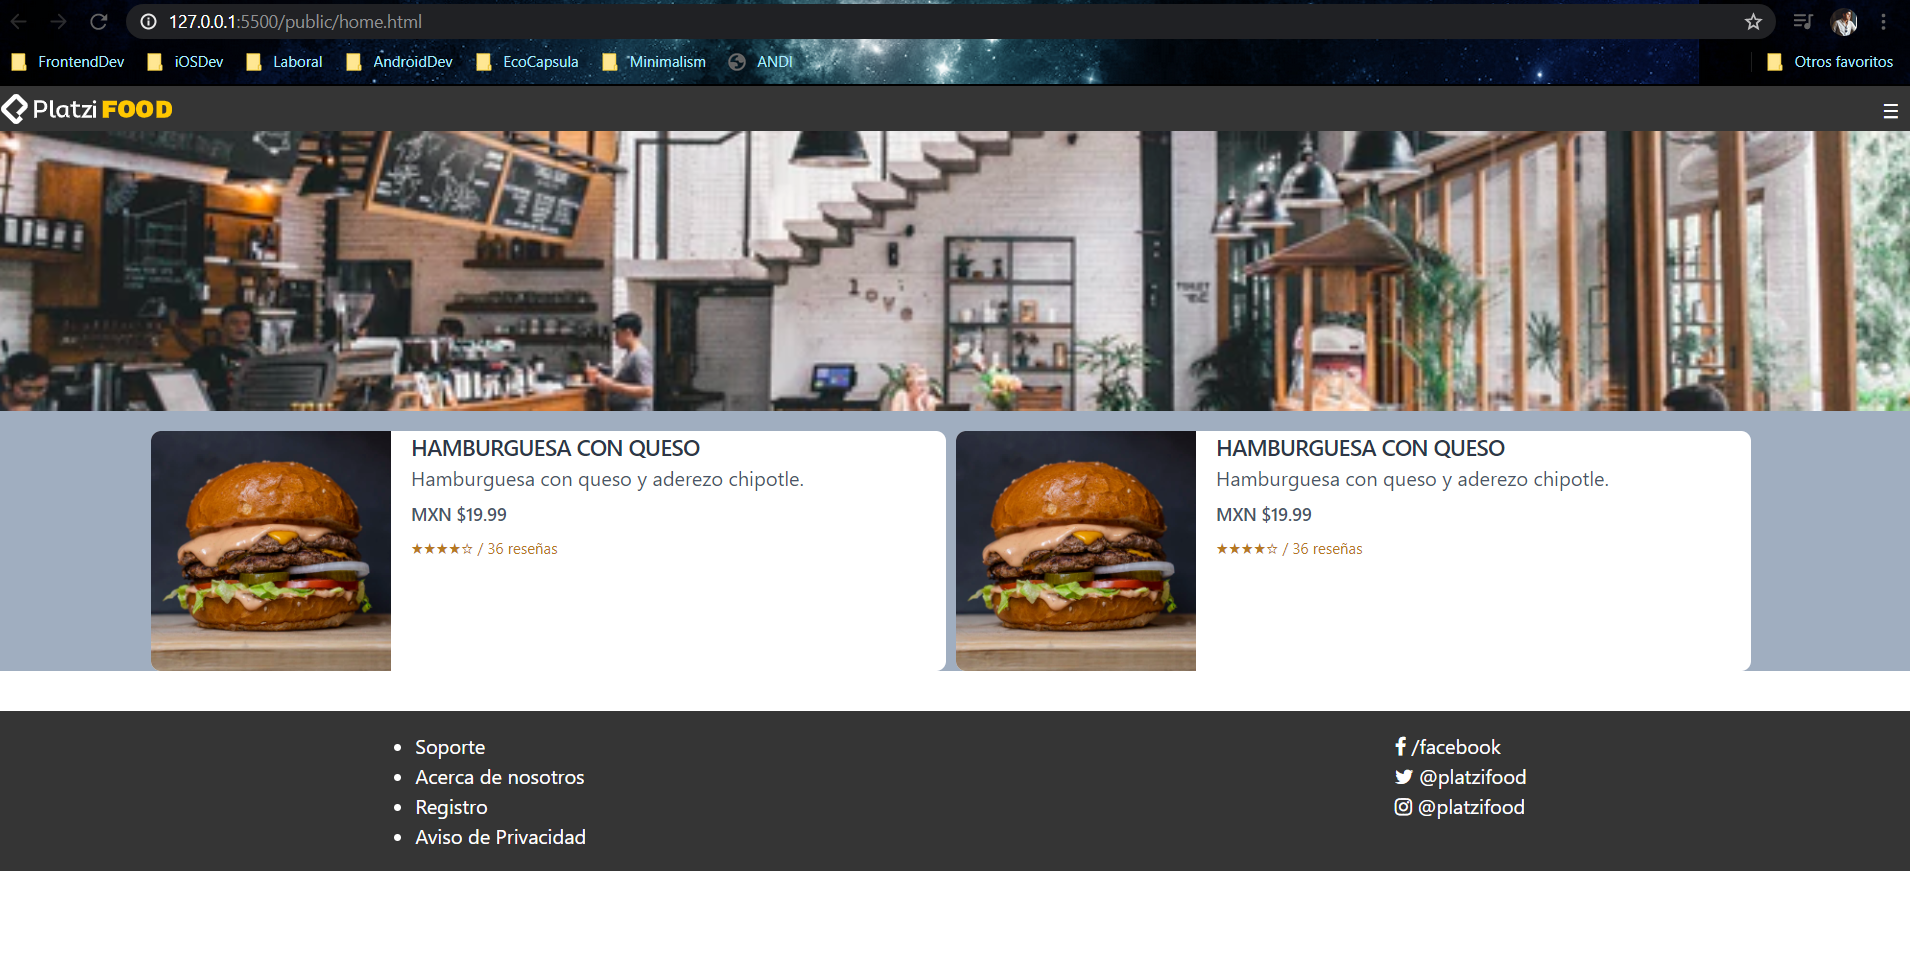 127.0.0.1:5500/public/home.html
FrontendDev iOSDev Laboral AndroidDev EcoCapsula Minimalism ANDI Otros favoritos
Platzi FOOD
love
TOILET
HAMBURGUESA CON QUESO
Hamburguesa con queso y aderezo chipotle.
MXN $19.99
★★★★☆ / 36 reseñas
HAMBURGUESA CON QUESO
Hamburguesa con queso y aderezo chipotle.
MXN $19.99
★★★★☆ / 36 reseñas
• Soporte
• Acerca de nosotros
• Registro
• Aviso de Privacidad
/facebook
@platzifood
@platzifood